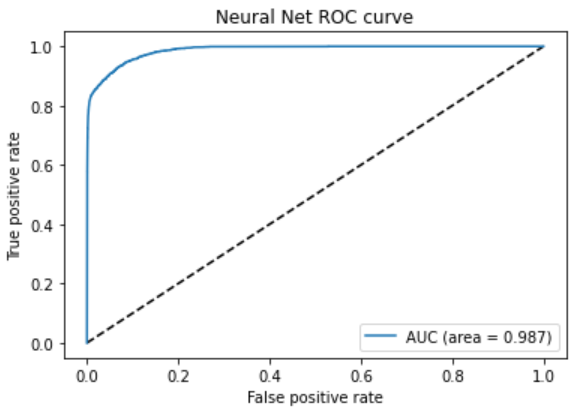 Neural Net ROC curve
True positive rate
1.0
0.8
0.6
0.4
0.2
0.0
AUC (area = 0.987)
0.0 0.2 0.4 0.6 0.8 1.0
False positive rate